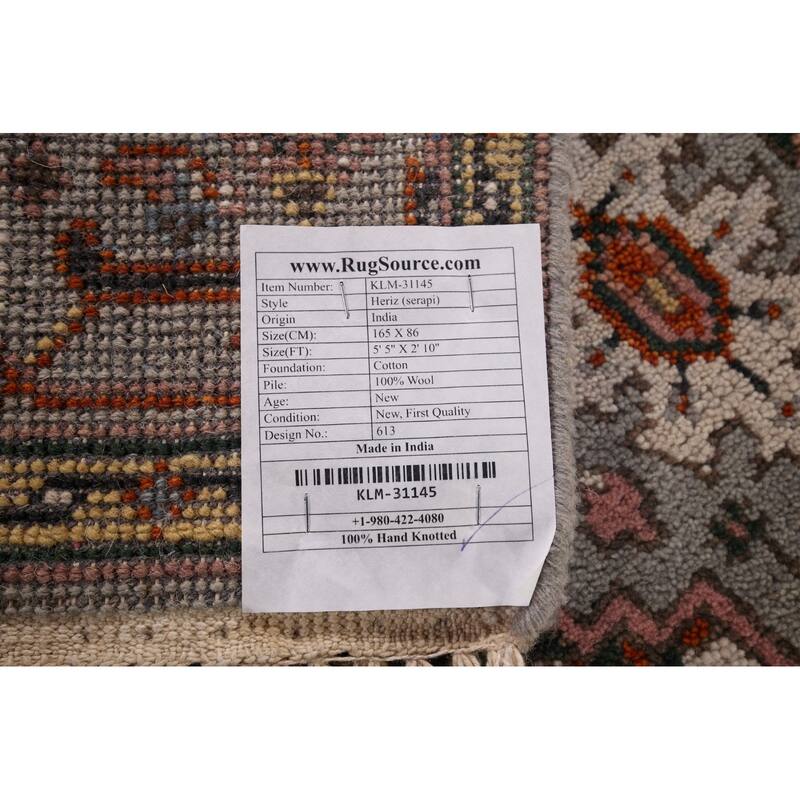 www.RugSource.com
Item Number: KLM-31145
Style Heriz (serapi)
Origin India
Size(CM): 165 X 86
Size(FT): 5' 5" X 2' 10"
Foundation: Cotton
Pile: 100% Wool
Age: New
Condition: New, First Quality
Design No.: 613
Made in India
KLM-31145
+1-980-422-4080
100% Hand Knotted